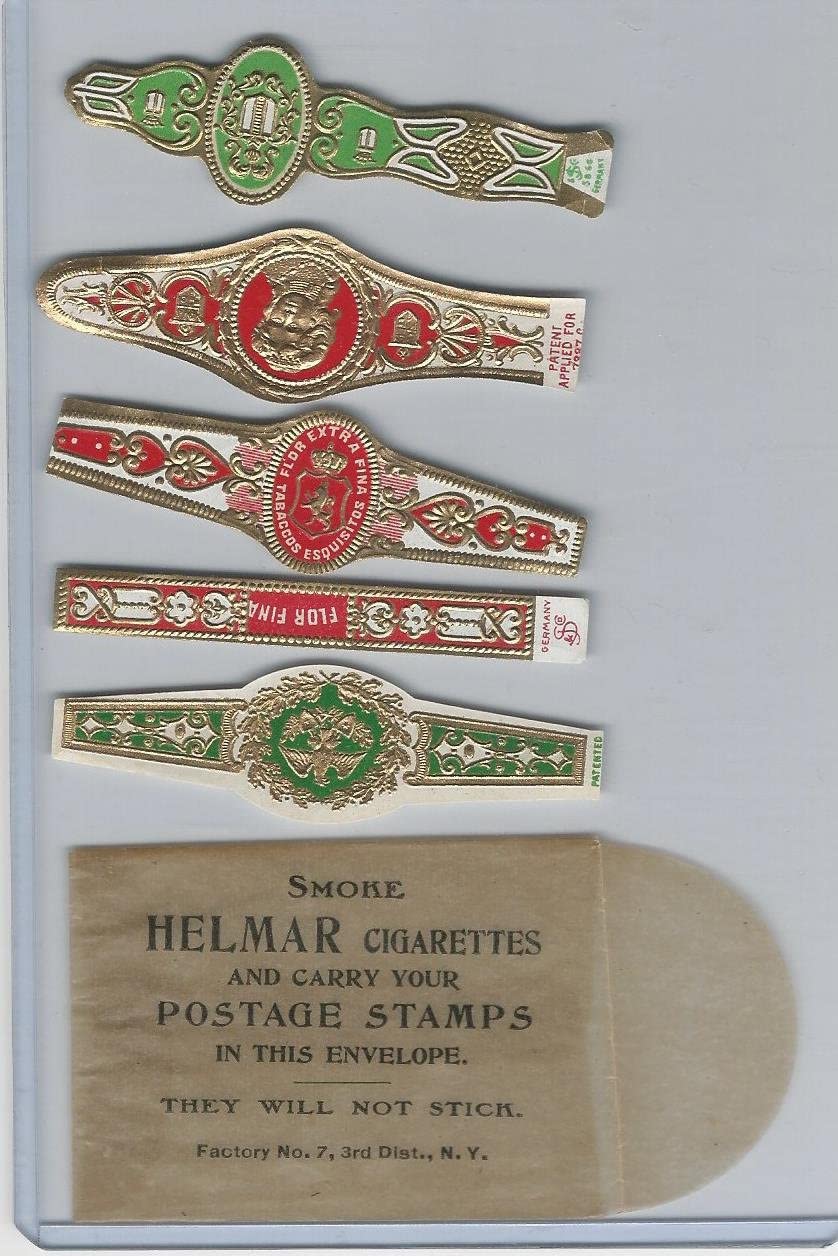 GERMANY
PATENT
APPLIED FOR
FLOR EXTRA FINA
TABACCOS ESQUISITOS
FLOR FINA
GERMANY
PATENTED
SMOKE
HELMAR CIGARETTES
AND CARRY YOUR
POSTAGE STAMPS
IN THIS ENVELOPE.
THEY WILL NOT STICK.
Factory No. 7, 3rd Dist., N. Y.